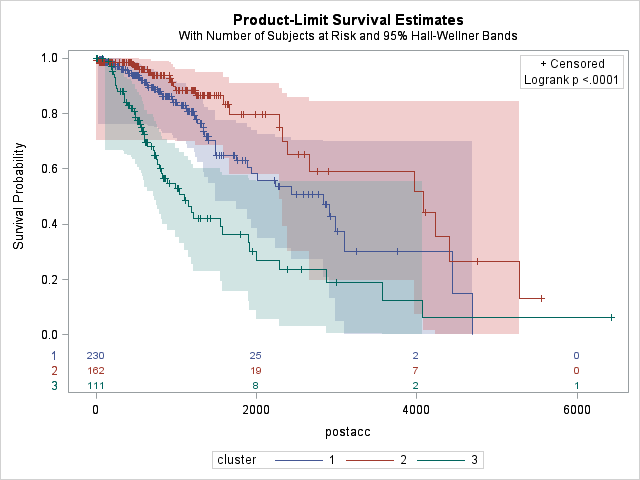 Product-Limit Survival Estimates
With Number of Subjects at Risk and 95% Hall-Wellner Bands
+ Censored
Logrank p <.0001
1.0
0.8
0.6
0.4
0.2
0.0
Survival Probability
1 230 25 2 0
2 162 19 7 0
3 111 8 2 1
0 2000 4000 6000
postacc
cluster 1 2 3